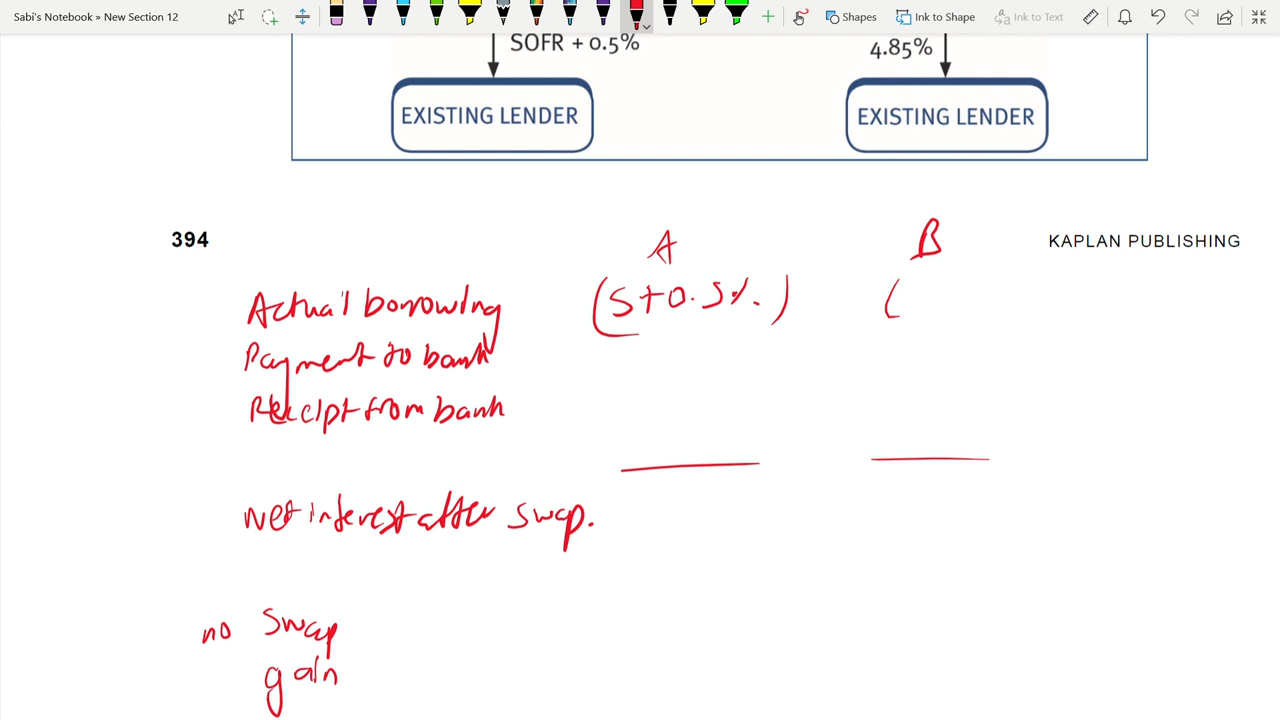 Sabi's Notebook » New Section 12
Shapes
Ink to Shape
Ink to Text
SOFR + 0.5%
4.85%
EXISTING LENDER
EXISTING LENDER
394
KAPLAN PUBLISHING
A B
Actual borrowing (S+0.5%.) (
Payment to bank
Receipt from bank
Net interest after swap.
no swap
gain